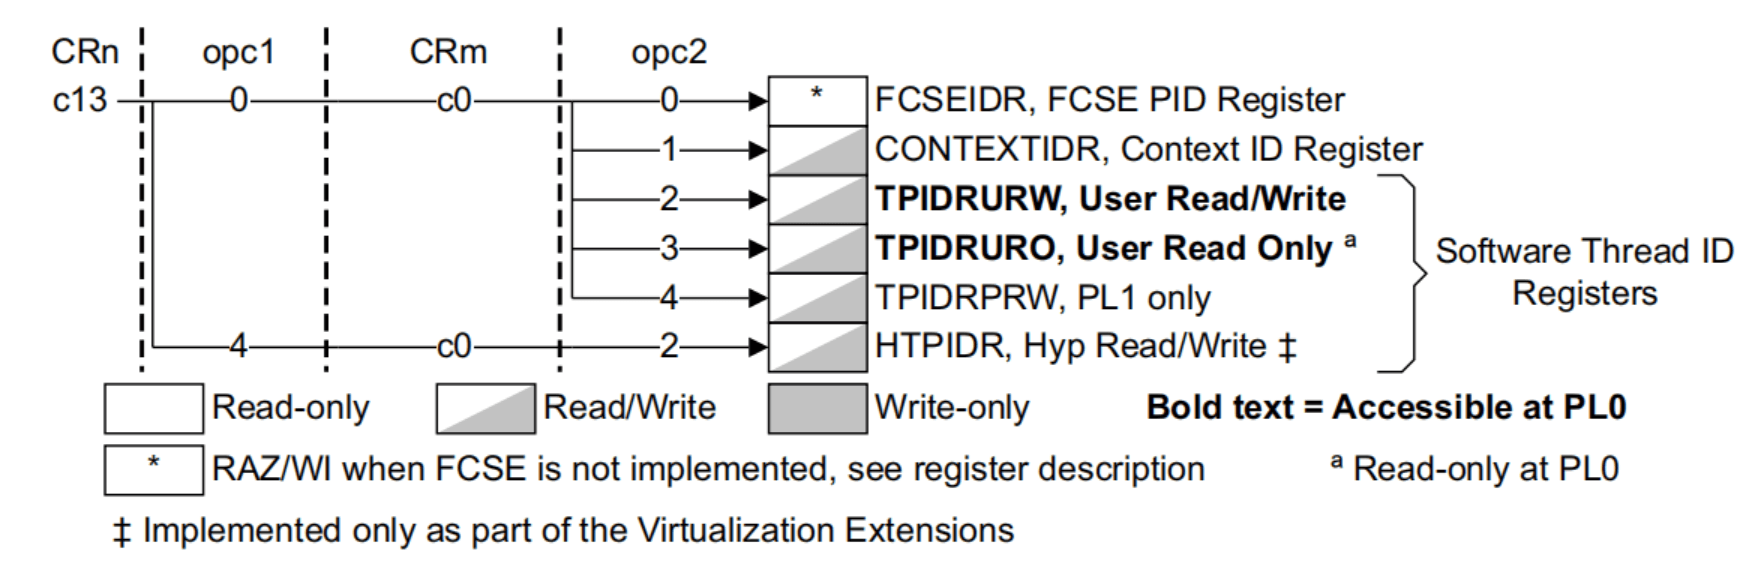 CRn opc1 CRm opc2
c13 0 c0 0 * FCSEIDR, FCSE PID Register
1 CONTEXTIDR, Context ID Register
2 TPIDRURW, User Read/Write
3 TPIDRURO, User Read Only a
4 TPIDRPRW, PL1 only
4 c0 2 HTPIDR, Hyp Read/Write ‡
Software Thread ID
Registers
Read-only Read/Write Write-only Bold text = Accessible at PL0
* RAZ/WI when FCSE is not implemented, see register description a Read-only at PL0
‡ Implemented only as part of the Virtualization Extensions